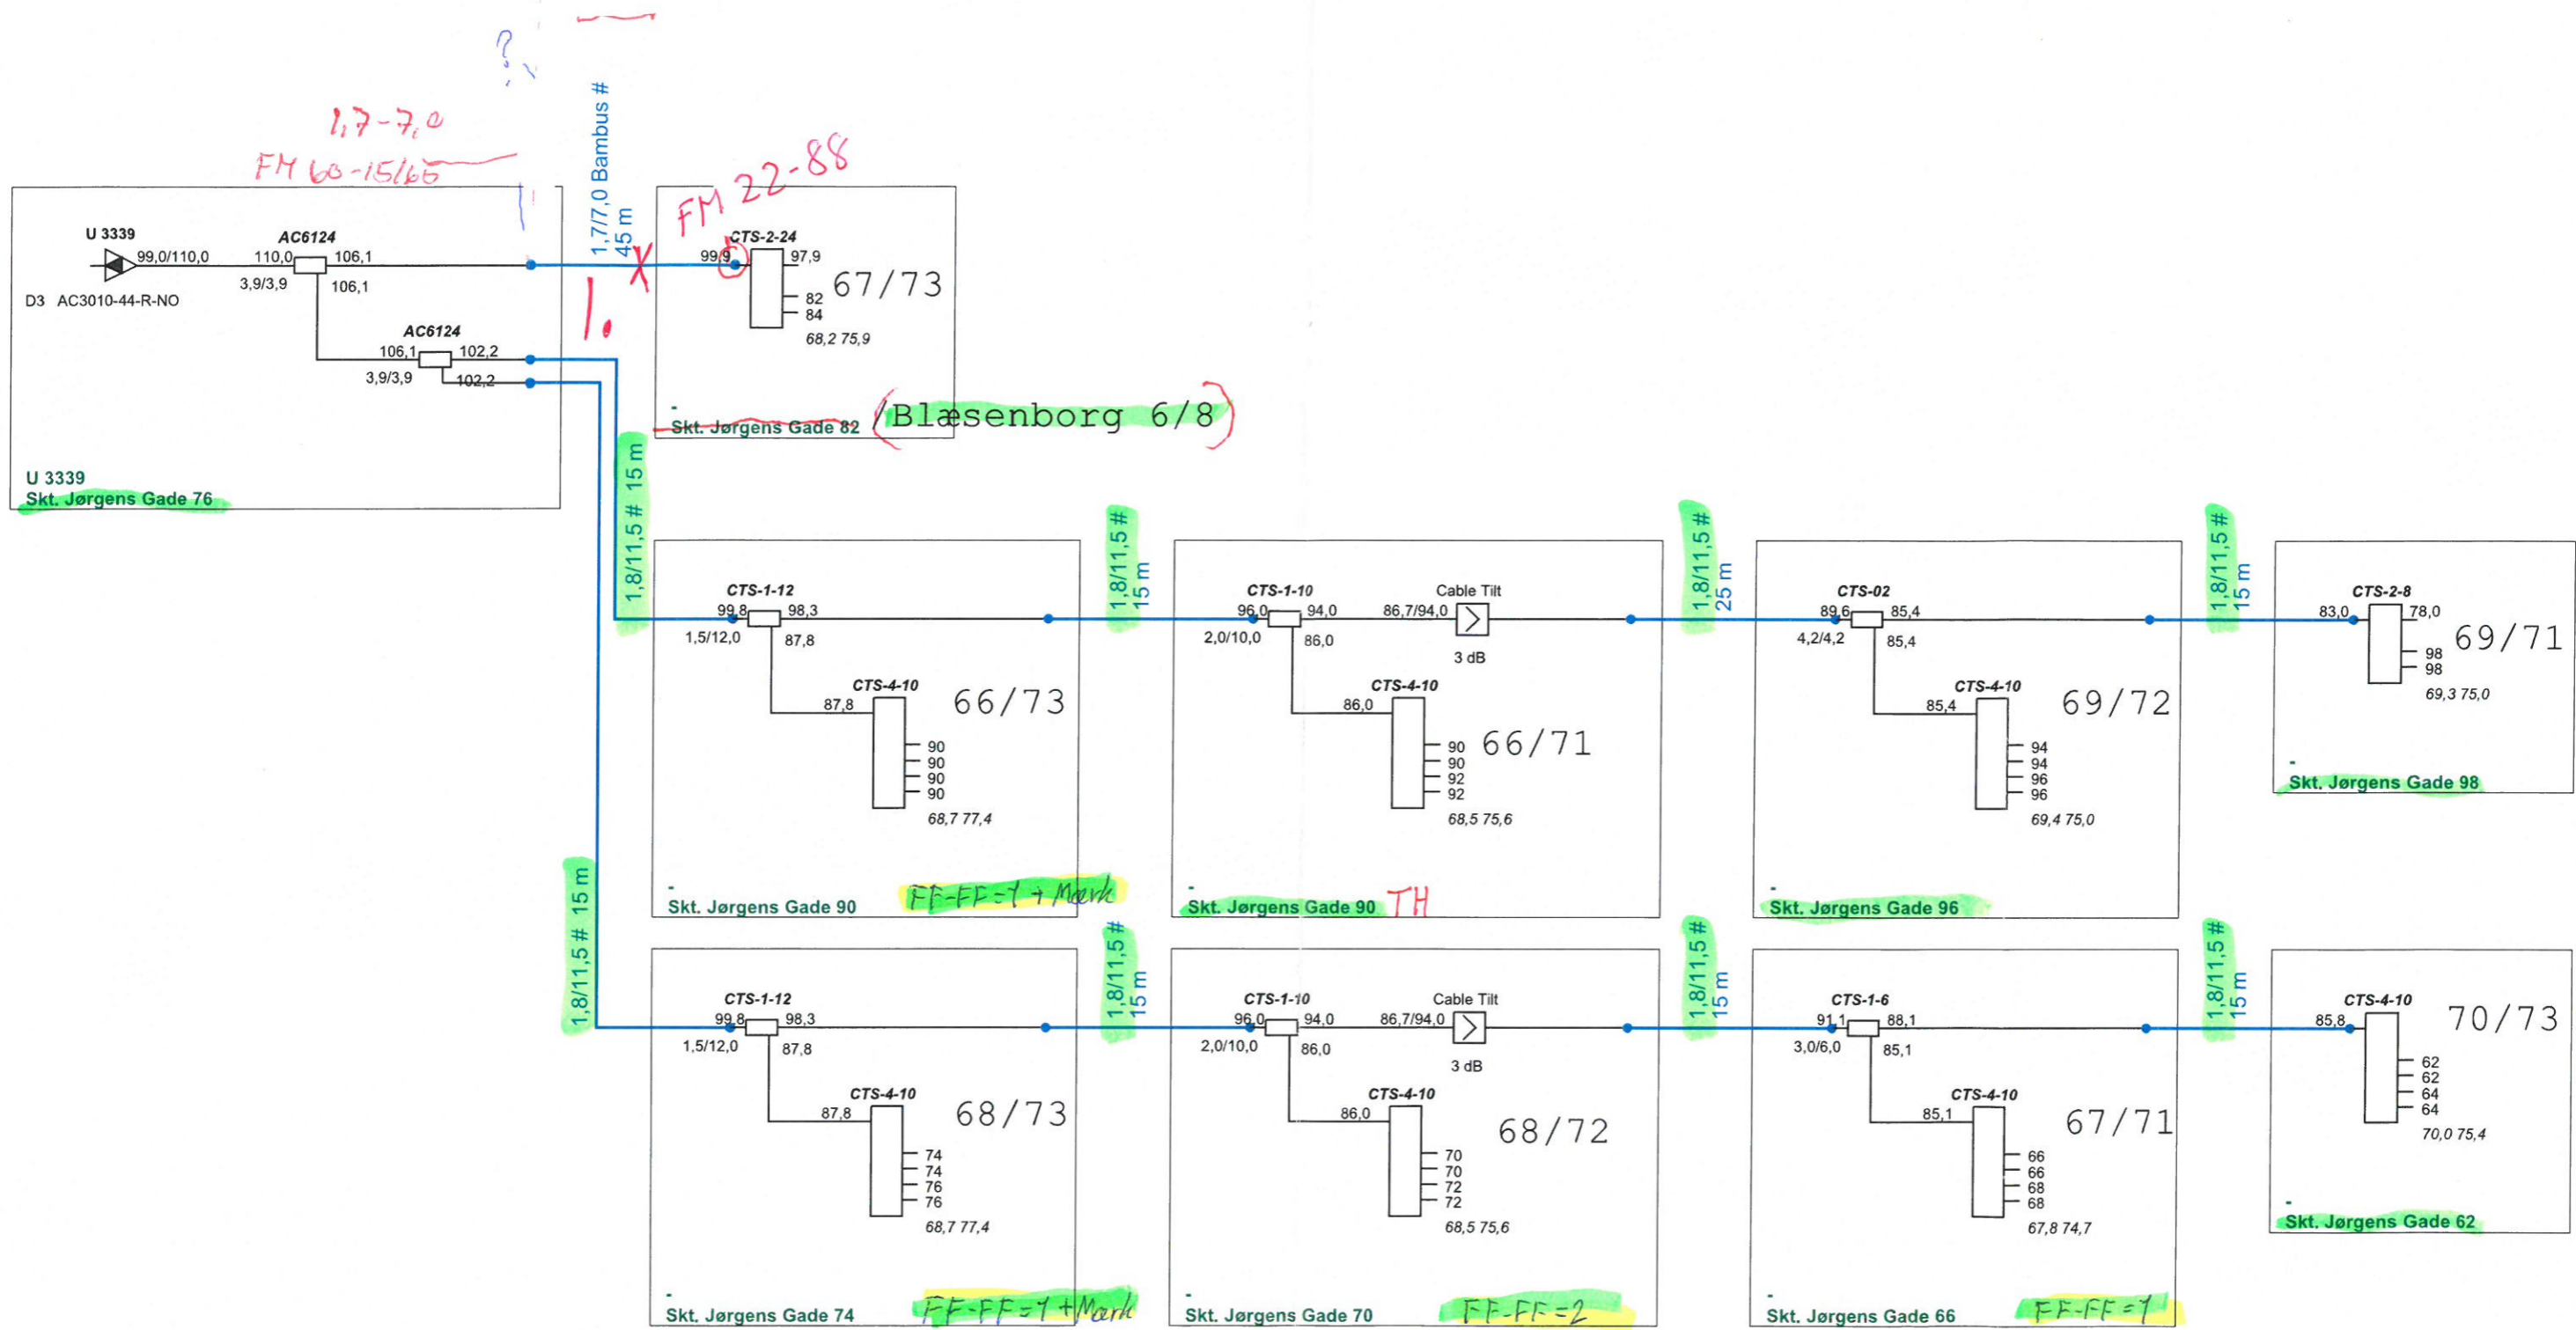 ?
1,7-7,0
FM 60-15/65
U 3339
99,0/110,0
D3 AC3010-44-R-NO
AC6124
110,0
106,1
3,9/3,9
106,1
AC6124
106,1
102,2
3,9/3,9
102,2
U 3339
Skt. Jørgens Gade 76
1,7/7,0 Bambus #
45 m
X
1.
FM 22-88
CTS-2-24
99,9
97,9
67/73
82
84
68,2 75,9
-
Skt. Jørgens Gade 82 (/Blæsenborg 6/8)
1,8/11,5 # 15 m
CTS-1-12
99,8
98,3
1,5/12,0
87,8
CTS-4-10
87,8
66/73
90
90
90
90
68,7 77,4
-
Skt. Jørgens Gade 90
FF-FF=1 + Mærk
1,8/11,5 #
15 m
CTS-1-10
96,0
94,0
2,0/10,0
86,0
86,7/94,0
Cable Tilt
3 dB
CTS-4-10
86,0
66/71
90
90
92
92
68,5 75,6
-
Skt. Jørgens Gade 90 TH
1,8/11,5 #
25 m
CTS-02
89,6
85,4
4,2/4,2
85,4
CTS-4-10
85,4
69/72
94
94
96
96
69,4 75,0
-
Skt. Jørgens Gade 96
1,8/11,5 #
15 m
CTS-2-8
83,0
78,0
69/71
98
98
69,3 75,0
-
Skt. Jørgens Gade 98
1,8/11,5 # 15 m
CTS-1-12
99,8
98,3
1,5/12,0
87,8
CTS-4-10
87,8
68/73
74
74
76
76
68,7 77,4
-
Skt. Jørgens Gade 74
FF-FF=1 + Mærk
1,8/11,5 #
15 m
CTS-1-10
96,0
94,0
2,0/10,0
86,0
86,7/94,0
Cable Tilt
3 dB
CTS-4-10
86,0
68/72
70
70
72
72
68,5 75,6
-
Skt. Jørgens Gade 70
FF-FF=2
1,8/11,5 #
15 m
CTS-1-6
91,1
88,1
3,0/6,0
85,1
CTS-4-10
85,1
67/71
66
66
68
68
67,8 74,7
-
Skt. Jørgens Gade 66
FF-FF=1
1,8/11,5 #
15 m
CTS-4-10
85,8
70/73
62
62
64
64
70,0 75,4
-
Skt. Jørgens Gade 62